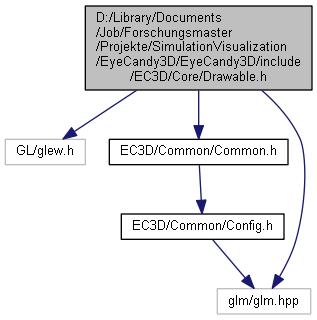 D:/Library/Documents
/Job/Forschungsmaster
/Projekte/SimulationVisualization
/EyeCandy3D/EyeCandy3D/include
/EC3D/Core/Drawable.h
GL/glew.h
EC3D/Common/Common.h
EC3D/Common/Config.h
glm/glm.hpp